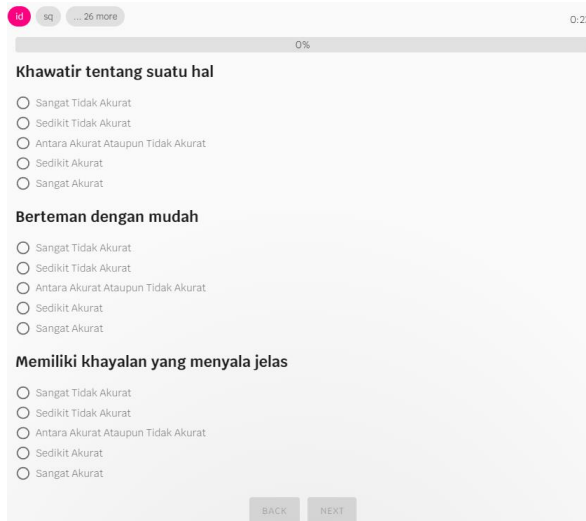 id sq ... 26 more
0%
Khawatir tentang suatu hal
Sangat Tidak Akurat
Sedikit Tidak Akurat
Antara Akurat Ataupun Tidak Akurat
Sedikit Akurat
Sangat Akurat
Berteman dengan mudah
Sangat Tidak Akurat
Sedikit Tidak Akurat
Antara Akurat Ataupun Tidak Akurat
Sedikit Akurat
Sangat Akurat
Memiliki khayalan yang menyala jelas
Sangat Tidak Akurat
Sedikit Tidak Akurat
Antara Akurat Ataupun Tidak Akurat
Sedikit Akurat
Sangat Akurat
BACK NEXT